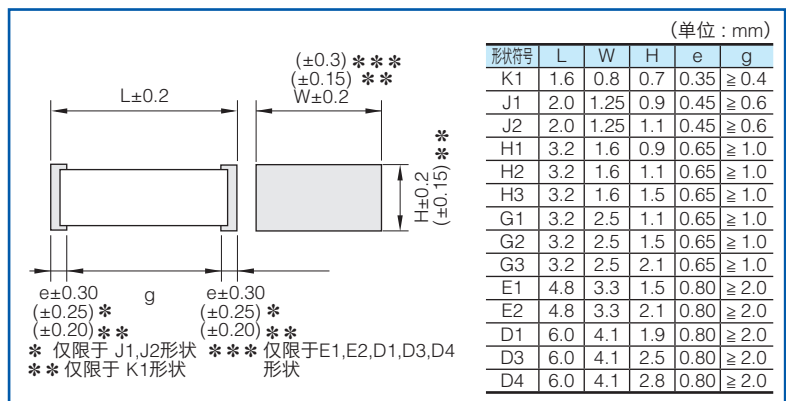 (单位 : mm)
(±0.3) ***
(±0.15) **
L±0.2
W±0.2
H±0.2
(±0.15) **
e±0.30
g
e±0.30
(±0.25) *
(±0.25) *
(±0.20) **
(±0.20) **
* 仅限于 J1,J2形状
*** 仅限于E1,E2,D1,D3,D4
形状
** 仅限于 K1形状
形状符号 L W H e g
K1 1.6 0.8 0.7 0.35 ≧ 0.4
J1 2.0 1.25 0.9 0.45 ≧ 0.6
J2 2.0 1.25 1.1 0.45 ≧ 0.6
H1 3.2 1.6 0.9 0.65 ≧ 1.0
H2 3.2 1.6 1.1 0.65 ≧ 1.0
H3 3.2 1.6 1.5 0.65 ≧ 1.0
G1 3.2 2.5 1.1 0.65 ≧ 1.0
G2 3.2 2.5 1.5 0.65 ≧ 1.0
G3 3.2 2.5 2.1 0.65 ≧ 1.0
E1 4.8 3.3 1.5 0.80 ≧ 2.0
E2 4.8 3.3 2.1 0.80 ≧ 2.0
D1 6.0 4.1 1.9 0.80 ≧ 2.0
D3 6.0 4.1 2.5 0.80 ≧ 2.0
D4 6.0 4.1 2.8 0.80 ≧ 2.0